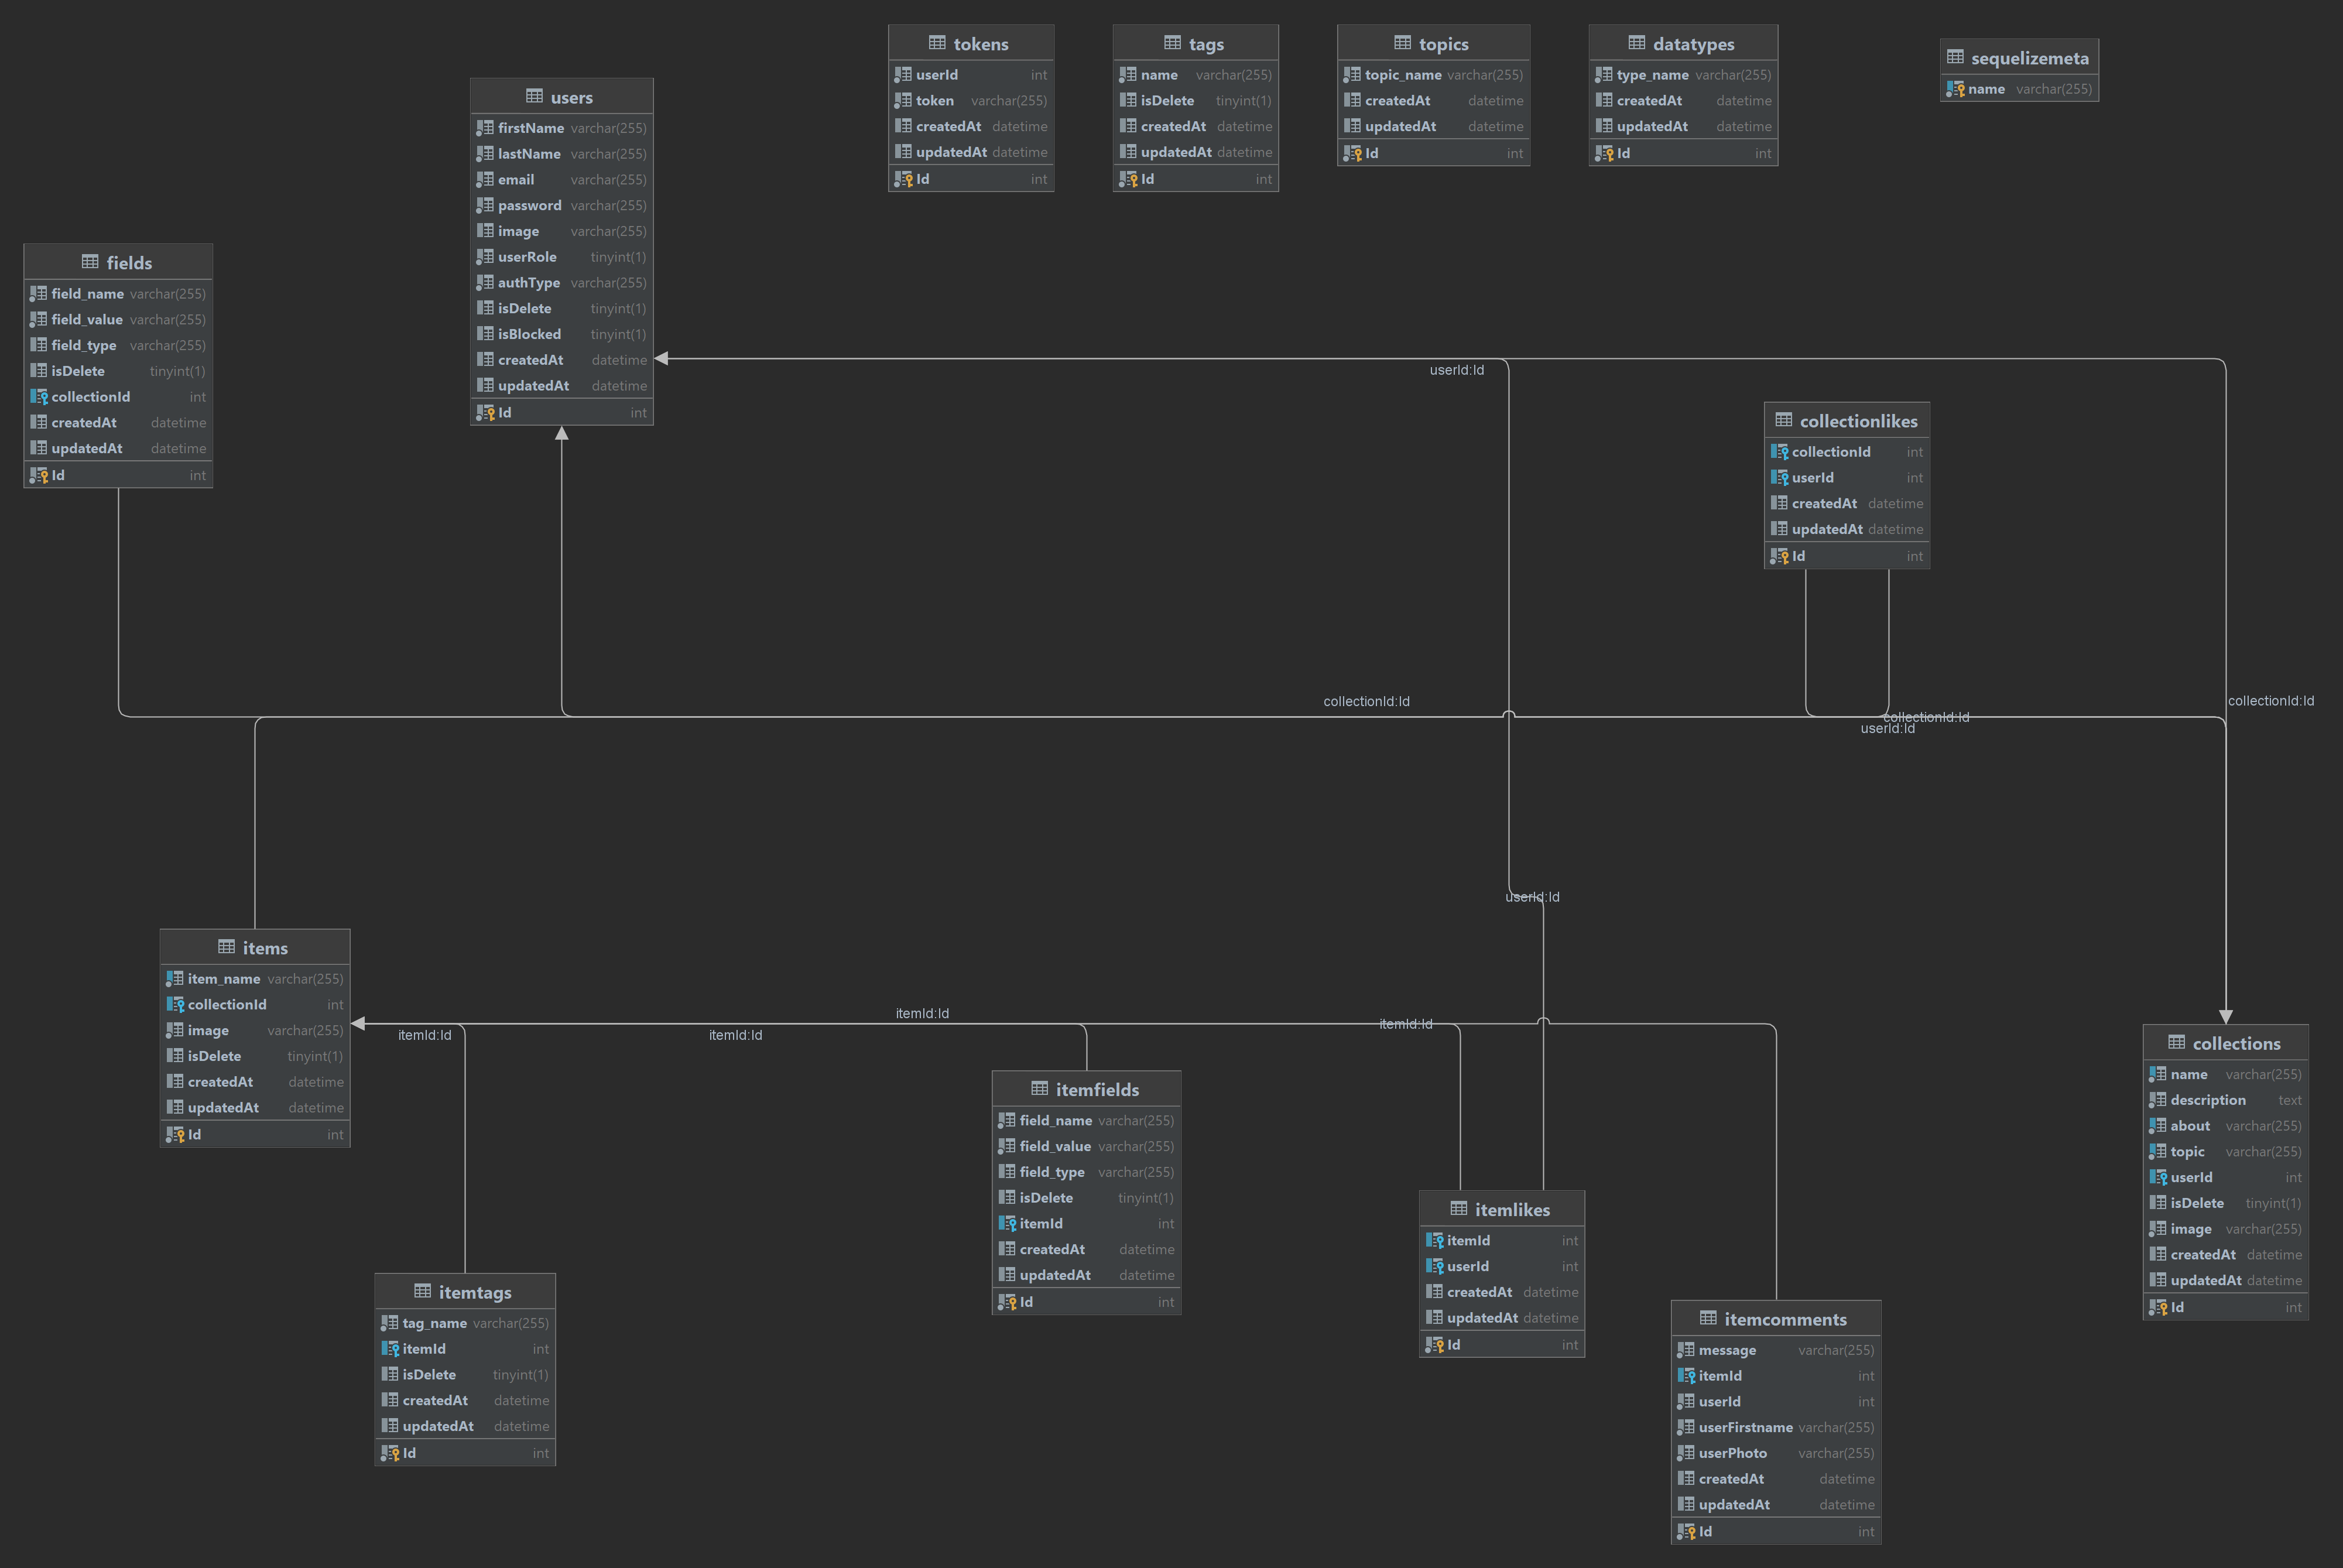 tokens
userId int
token varchar(255)
createdAt datetime
updatedAt datetime
Id int
tags
name varchar(255)
isDelete tinyint(1)
createdAt datetime
updatedAt datetime
Id int
topics
topic_name varchar(255)
createdAt datetime
updatedAt datetime
Id int
datatypes
type_name varchar(255)
createdAt datetime
updatedAt datetime
Id int
sequelizemeta
name varchar(255)
users
firstName varchar(255)
lastName varchar(255)
email varchar(255)
password varchar(255)
image varchar(255)
userRole tinyint(1)
authType varchar(255)
isDelete tinyint(1)
isBlocked tinyint(1)
createdAt datetime
updatedAt datetime
Id int
fields
field_name varchar(255)
field_value varchar(255)
field_type varchar(255)
isDelete tinyint(1)
collectionId int
createdAt datetime
updatedAt datetime
Id int
userId:Id
collectionlikes
collectionId int
userId int
createdAt datetime
updatedAt datetime
Id int
collectionId:Id
collectionId:Id
collectionId:Id
userId:Id
userId:Id
items
item_name varchar(255)
collectionId int
image varchar(255)
isDelete tinyint(1)
createdAt datetime
updatedAt datetime
Id int
itemId:Id
itemId:Id
itemId:Id
itemId:Id
collections
name varchar(255)
description text
about varchar(255)
topic varchar(255)
userId int
isDelete tinyint(1)
image varchar(255)
createdAt datetime
updatedAt datetime
Id int
itemfields
field_name varchar(255)
field_value varchar(255)
field_type varchar(255)
isDelete tinyint(1)
itemId int
createdAt datetime
updatedAt datetime
Id int
itemlikes
itemId int
userId int
createdAt datetime
updatedAt datetime
Id int
itemtags
tag_name varchar(255)
itemId int
isDelete tinyint(1)
createdAt datetime
updatedAt datetime
Id int
itemcomments
message varchar(255)
itemId int
userId int
userFirstname varchar(255)
userPhoto varchar(255)
createdAt datetime
updatedAt datetime
Id int